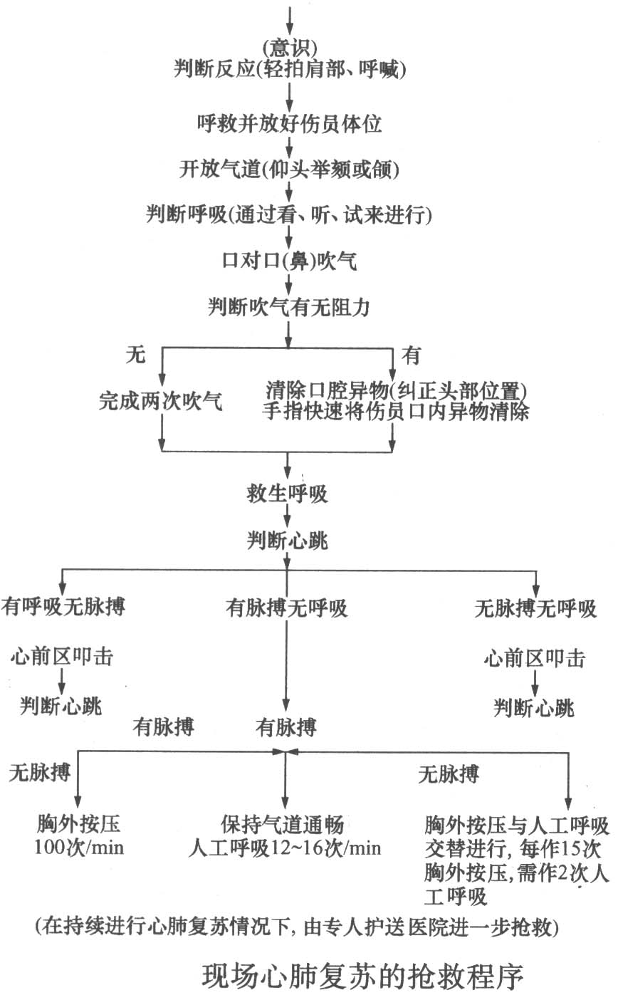 (意识)
判断反应(轻拍肩部、呼喊)
呼救并放好伤员体位
开放气道(仰头举颏或颌)
判断呼吸(通过看、听、试来进行)
口对口(鼻)吹气
判断吹气有无阻力
无
有
完成两次吹气
清除口腔异物(纠正头部位置)
手指快速将伤员口内异物清除
救生呼吸
判断心跳
有呼吸无脉搏
有脉搏无呼吸
无脉搏无呼吸
心前区叩击
心前区叩击
判断心跳
判断心跳
有脉搏
有脉搏
无脉搏
无脉搏
胸外按压
100次/min
保持气道通畅
人工呼吸12~16次/min
胸外按压与人工呼吸
交替进行, 每作15次
胸外按压, 需作2次人
工呼吸
(在持续进行心肺复苏情况下, 由专人护送医院进一步抢救)
现场心肺复苏的抢救程序